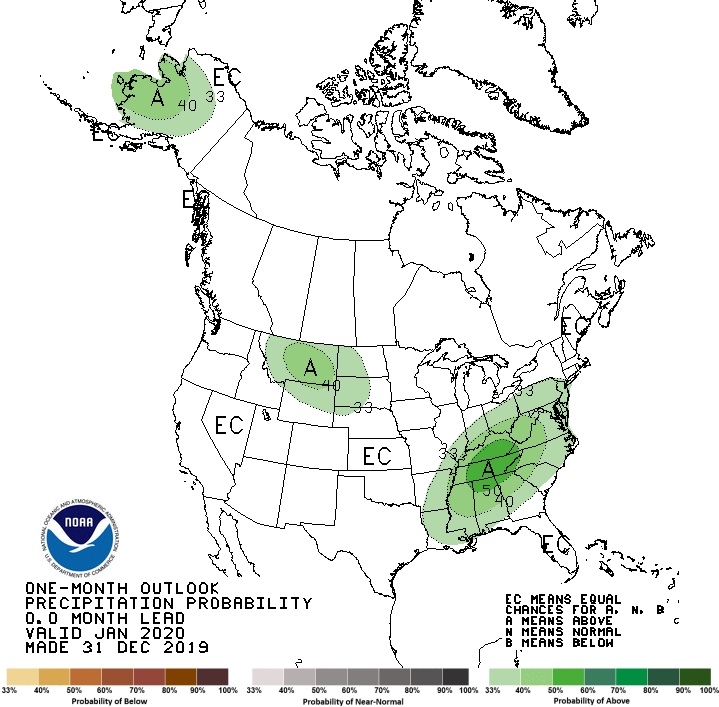 EC
A
40
33
EC
EC
EC
A
40
33
EC
33
33
EC
EC
A
50
40
EC
NATIONAL OCEANIC AND ATMOSPHERIC ADMINISTRATION
NOAA
U.S. DEPARTMENT OF COMMERCE
ONE-MONTH OUTLOOK
PRECIPITATION PROBABILITY
0.0 MONTH LEAD
VALID JAN 2020
MADE 31 DEC 2019
EC MEANS EQUAL
CHANCES FOR A, N, B
A MEANS ABOVE
N MEANS NORMAL
B MEANS BELOW
33% 40% 50% 60% 70% 80% 90% 100%
Probability of Below
33% 40% 50% 60% 70% 80% 90% 100%
Probability of Near-Normal
33% 40% 50% 60% 70% 80% 90% 100%
Probability of Above